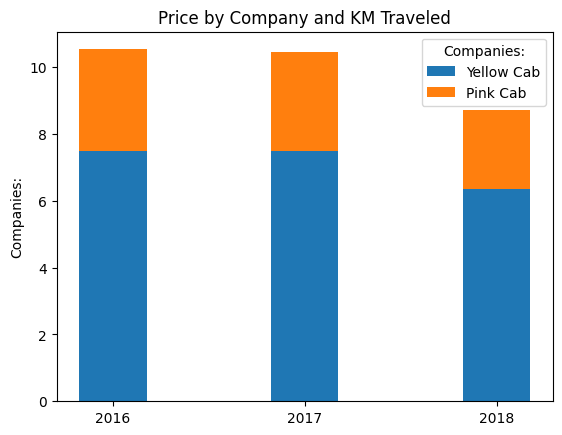 Price by Company and KM Traveled
Companies:
Yellow Cab
Pink Cab
Companies:
10
8
6
4
2
0
2016 2017 2018